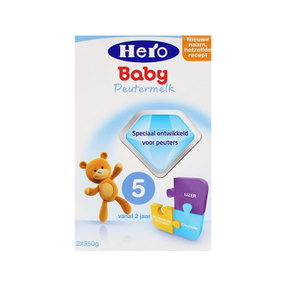 Nieuwe
naam,
hetzelfde
recept
Hero
Baby
Peutermelk
Speciaal ontwikkeld
voor peuters
5
vanaf 2 jaar
IJZER
2x350g